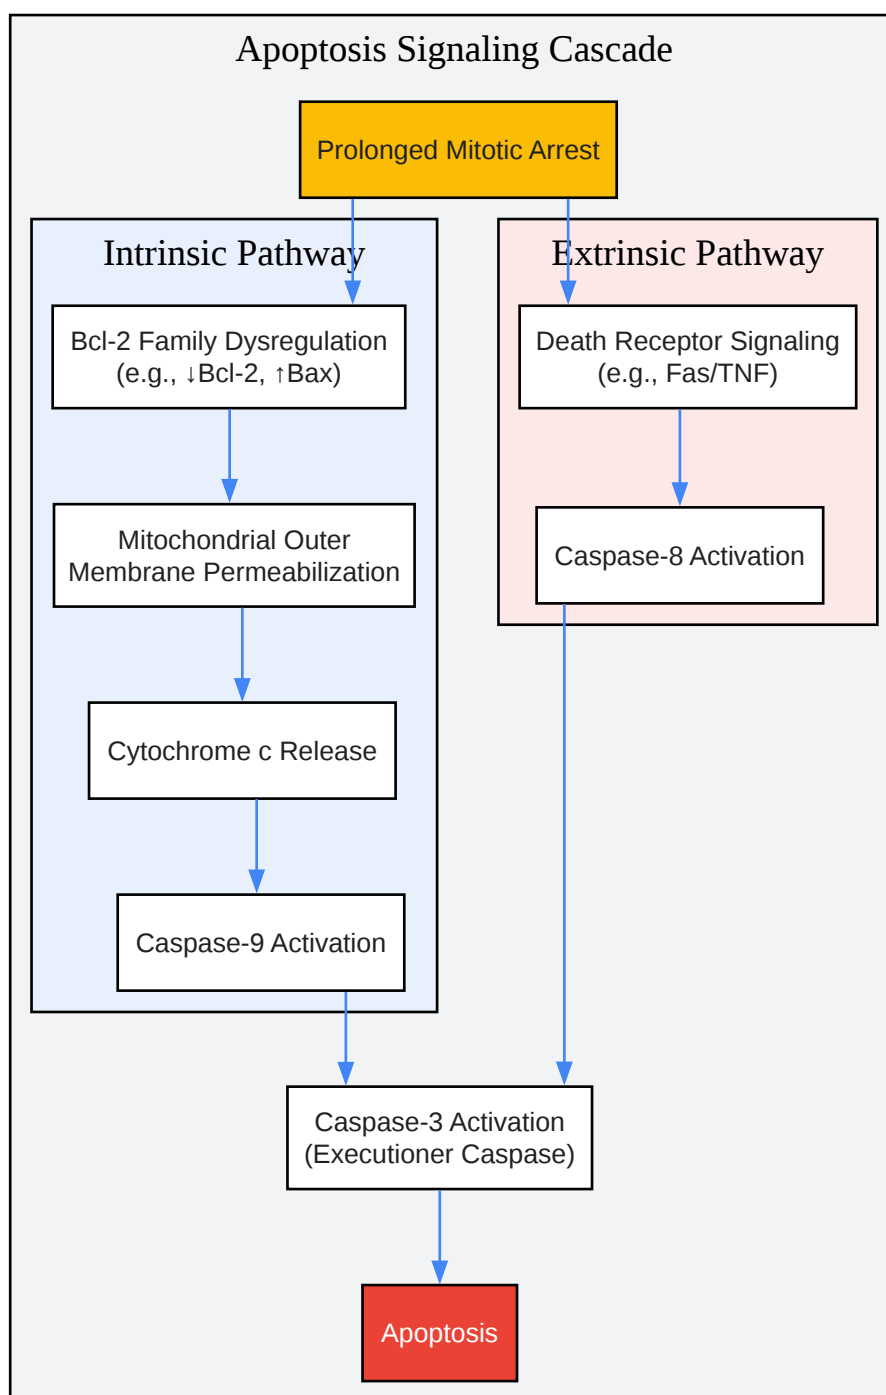 Apoptosis Signaling Cascade
Prolonged Mitotic Arrest
Intrinsic Pathway
Bcl-2 Family Dysregulation
(e.g., ↓Bcl-2, ↑Bax)
Mitochondrial Outer
Membrane Permeabilization
Cytochrome c Release
Caspase-9 Activation
Extrinsic Pathway
Death Receptor Signaling
(e.g., Fas/TNF)
Caspase-8 Activation
Caspase-3 Activation
(Executioner Caspase)
Apoptosis